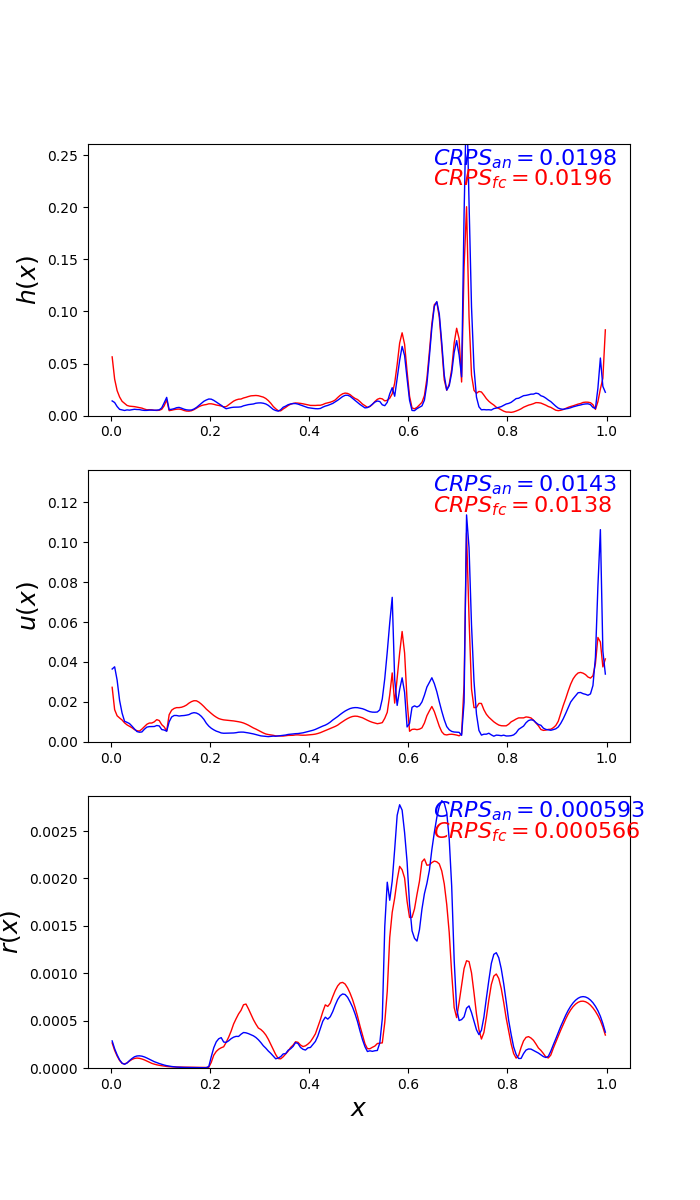 CRPS_an = 0.0198
CRPS_fc = 0.0196
h(x)
0.25
0.20
0.15
0.10
0.05
0.00
0.0 0.2 0.4 0.6 0.8 1.0
CRPS_an = 0.0143
CRPS_fc = 0.0138
u(x)
0.12
0.10
0.08
0.06
0.04
0.02
0.00
0.0 0.2 0.4 0.6 0.8 1.0
CRPS_an = 0.000593
CRPS_fc = 0.000566
r(x)
0.0025
0.0020
0.0015
0.0010
0.0005
0.0000
0.0 0.2 0.4 0.6 0.8 1.0
x